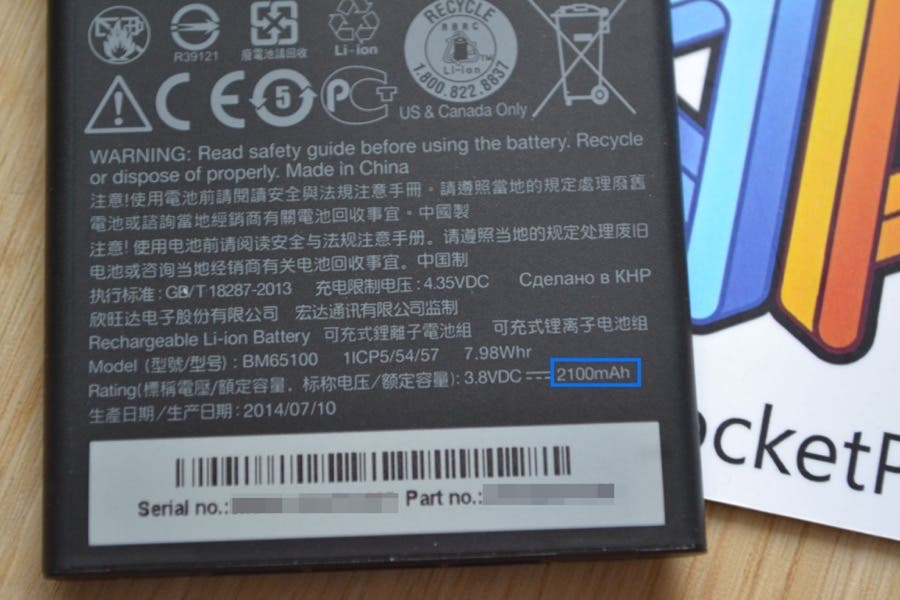 R39121
廢電池請回收
Li-ion
RECYCLE
RBRC
Li-ion
1.800.822.8837
US & Canada Only
5
WARNING: Read safety guide before using the battery. Recycle
or dispose of properly. Made in China
注意!使用電池前請閱讀安全與法規注意手冊。請遵照當地的規定處理廢舊
電池或諮詢當地經銷商有關電池回收事宜。中國製
注意! 使用电池前请阅读安全与法规注意手册。请遵照当地的规定处理废旧
电池或咨询当地经销商有关电池回收事宜。中国制
执行标准: GB/T 18287-2013 充电限制电压: 4.35VDC Сделано в КНР
欣旺达电子股份有限公司 宏达通讯有限公司监制
Rechargeable Li-ion Battery 可充式鋰離子電池組 可充式锂离子电池组
Model (型號/型号): BM65100 1ICP5/54/57 7.98Whr
Rating(標稱電壓/額定容量, 标称电压/额定容量): 3.8VDC 2100mAh
生產日期/生产日期: 2014/07/10
Serial no.: Part no.:
ocketP